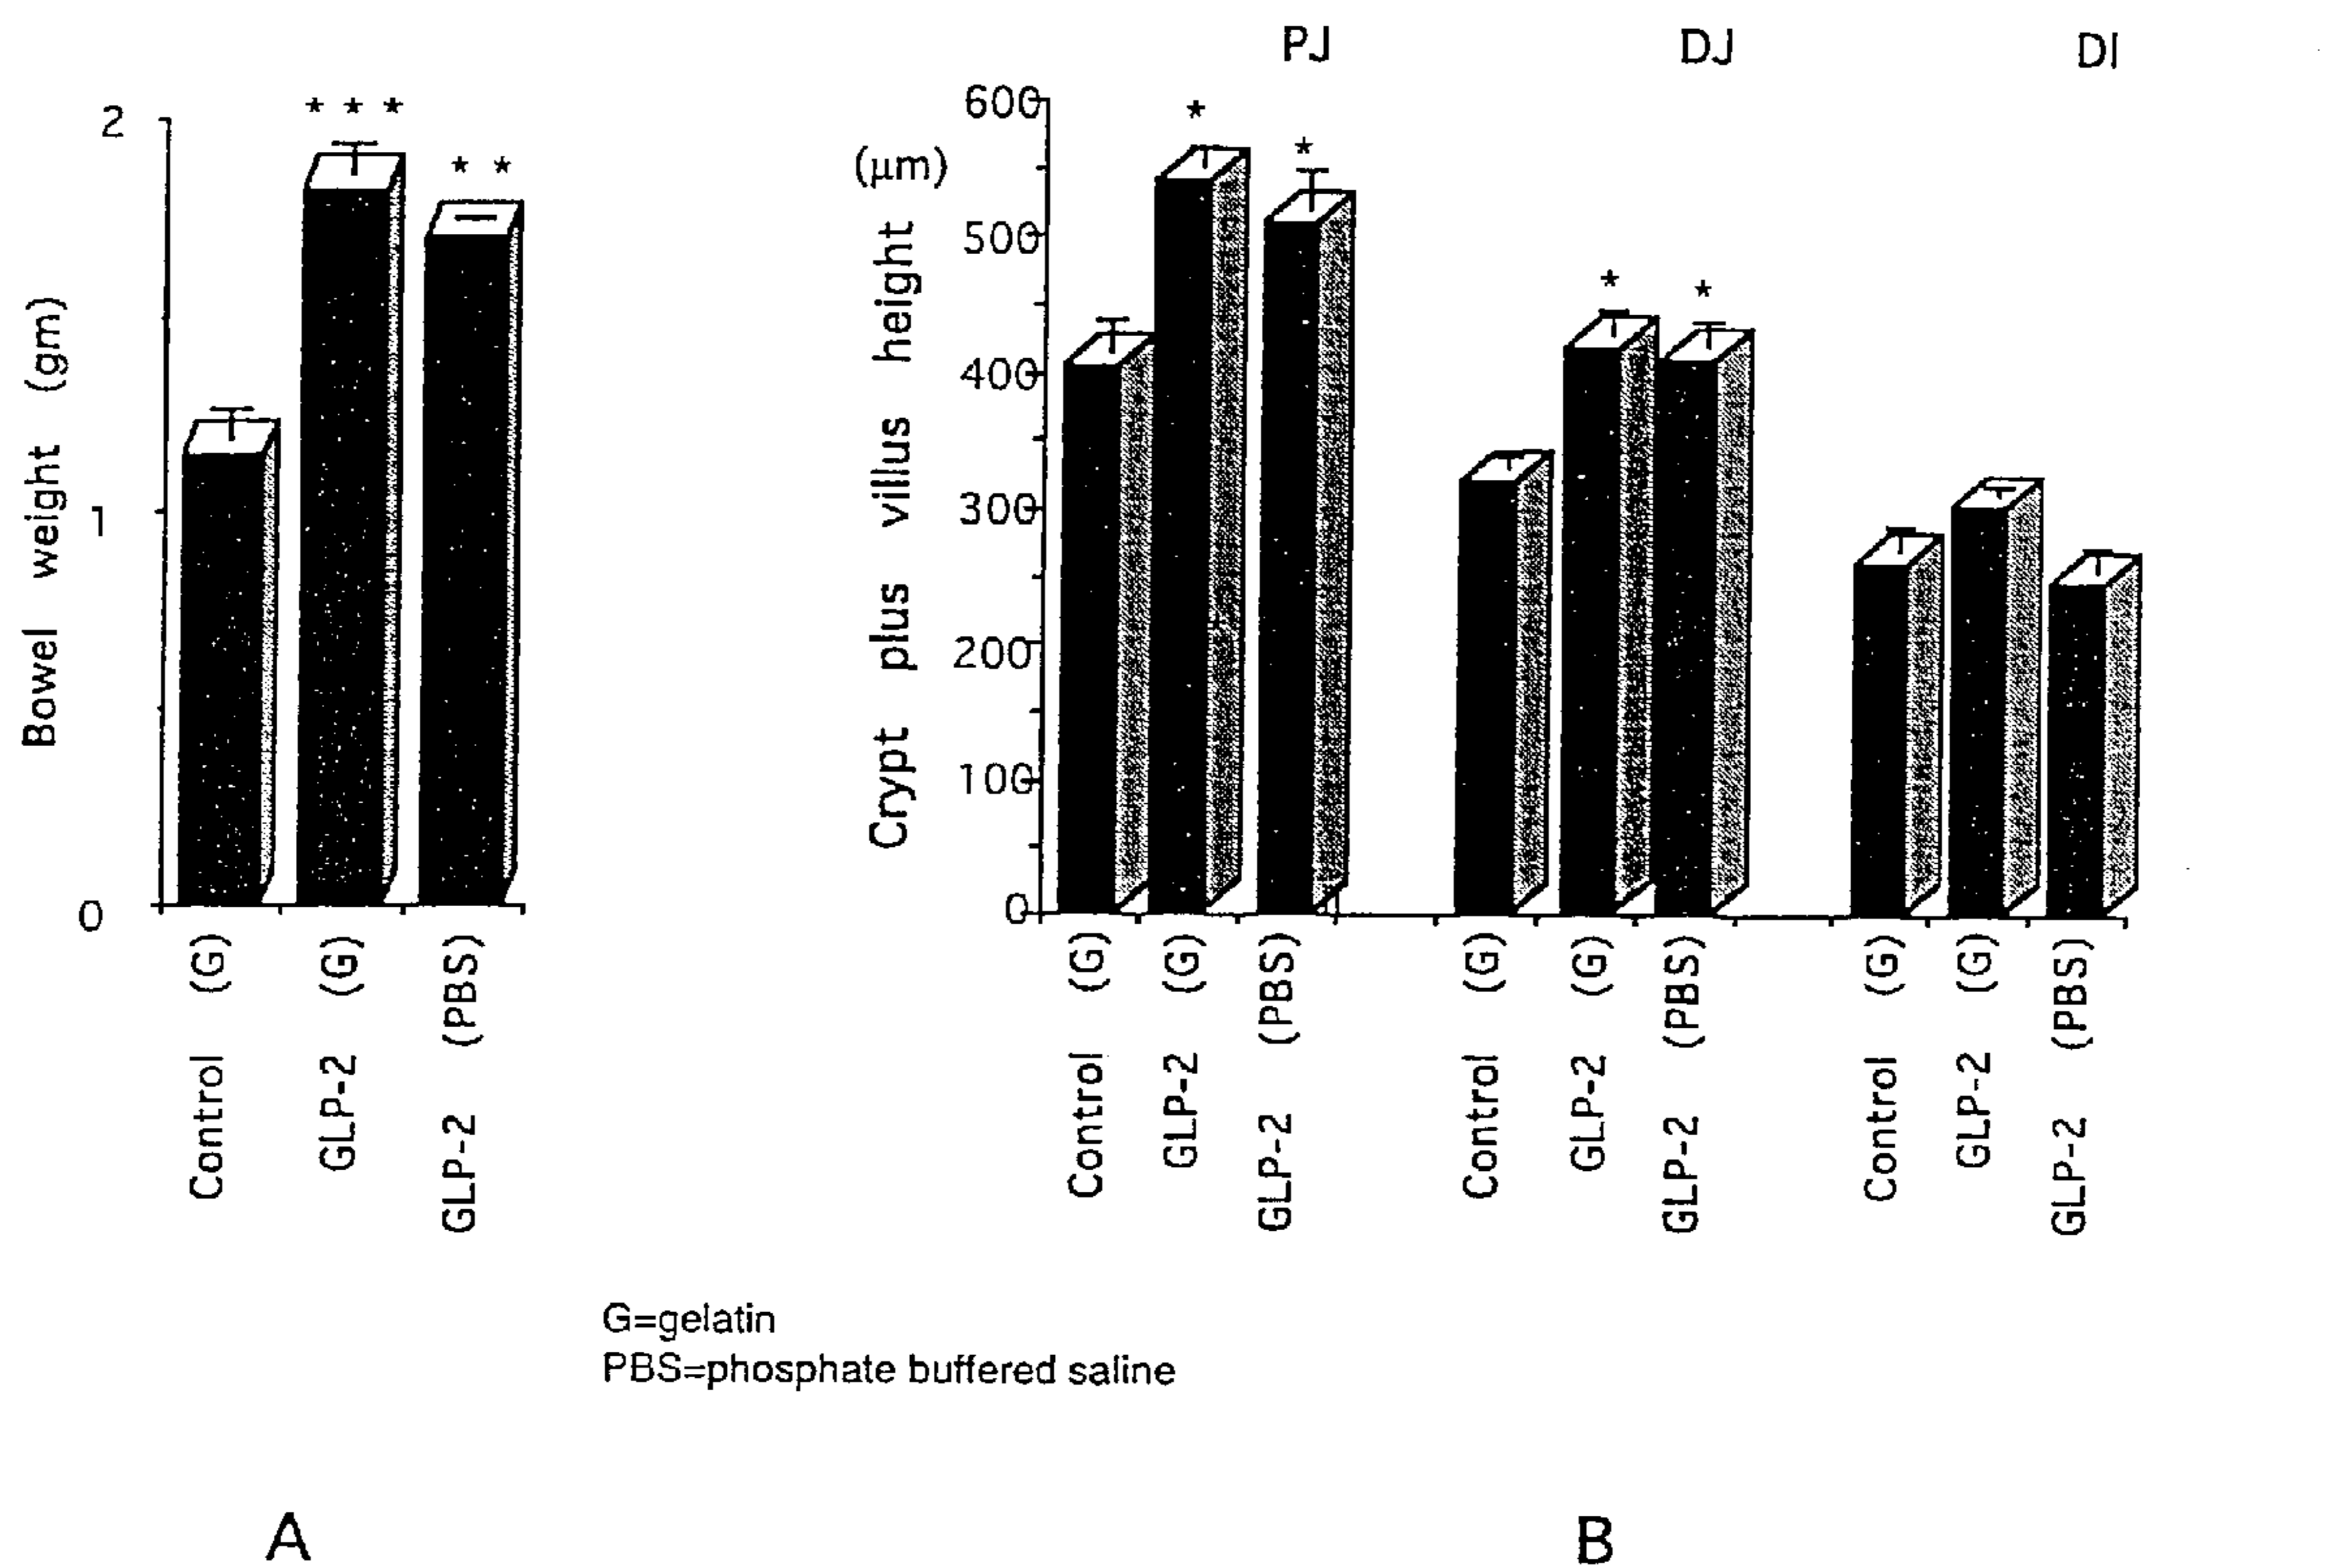 PJ DJ DI
* * *
* *
2
1
0
Bowel weight (gm)
Control (G)
GLP-2 (G)
GLP-2 (PBS)
Crypt plus villus height (μm)
600
500
400
300
200
100
0
*
*
*
*
Control (G)
GLP-2 (G)
GLP-2 (PBS)
Control (G)
GLP-2 (G)
GLP-2 (PBS)
Control (G)
GLP-2 (G)
GLP-2 (PBS)
G=gelatin
PBS=phosphate buffered saline
A B